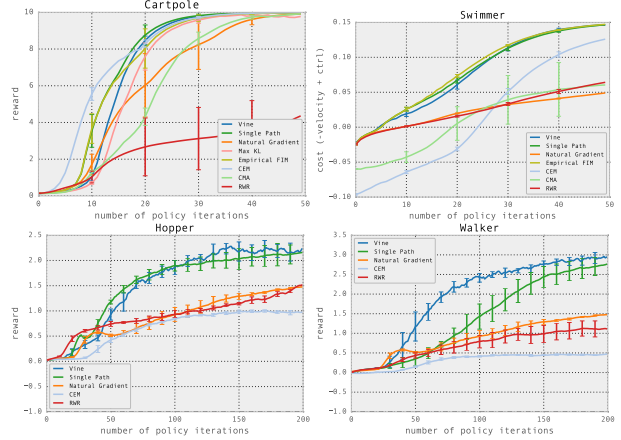 Cartpole
10
8
6
4
2
0
reward
0 10 20 30 40 50
number of policy iterations
Vine
Single Path
Natural Gradient
Max KL
Empirical FIM
CEM
CMA
RWR
Swimmer
0.15
0.10
0.05
0.00
−0.05
−0.10
cost (-velocity + ctrl)
0 10 20 30 40 50
number of policy iterations
Vine
Single Path
Natural Gradient
Empirical FIM
CEM
CMA
RWR
Hopper
2.5
2.0
1.5
1.0
0.5
0.0
−0.5
−1.0
reward
0 50 100 150 200
number of policy iterations
Vine
Single Path
Natural Gradient
CEM
RWR
Walker
3.5
3.0
2.5
2.0
1.5
1.0
0.5
0.0
−0.5
−1.0
reward
0 50 100 150 200
number of policy iterations
Vine
Single Path
Natural Gradient
CEM
RWR